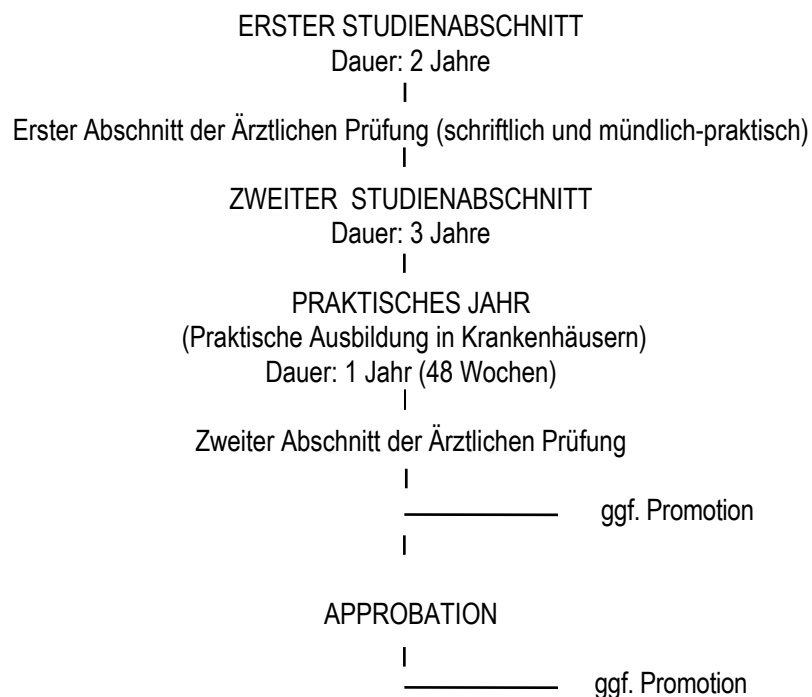 ERSTER STUDIENABSCHNITT
Dauer: 2 Jahre
Erster Abschnitt der Ärztlichen Prüfung (schriftlich und mündlich-praktisch)
ZWEITER STUDIENABSCHNITT
Dauer: 3 Jahre
PRAKTISCHES JAHR
(Praktische Ausbildung in Krankenhäusern)
Dauer: 1 Jahr (48 Wochen)
Zweiter Abschnitt der Ärztlichen Prüfung
ggf. Promotion
APPROBATION
ggf. Promotion